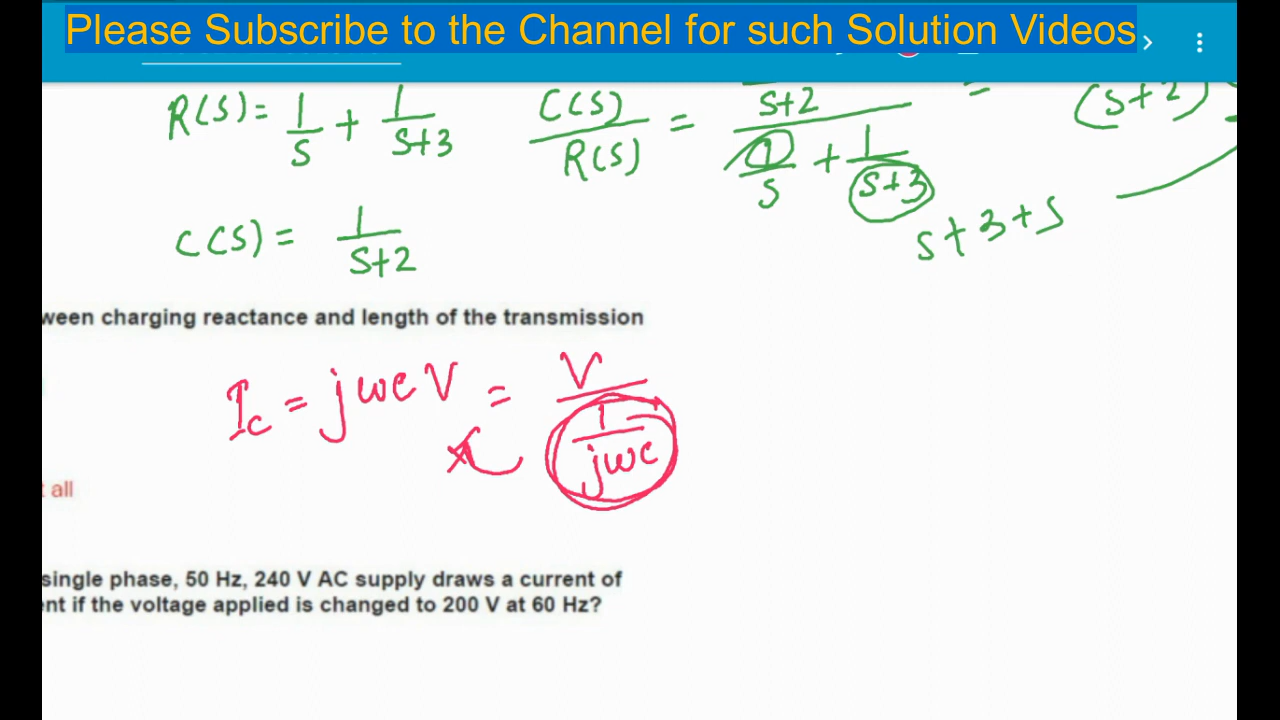 Please Subscribe to the Channel for such Solution Videos
R(S)= 1/S + 1/S+3
C(S)/R(S) = S+2 / 1/S + 1/S+3 = (S+2)
S+3+S
C(S) = 1/S+2
ween charging reactance and length of the transmission
Ic = jωc V = V / 1/jωc
t all
single phase, 50 Hz, 240 V AC supply draws a current of
nt if the voltage applied is changed to 200 V at 60 Hz?